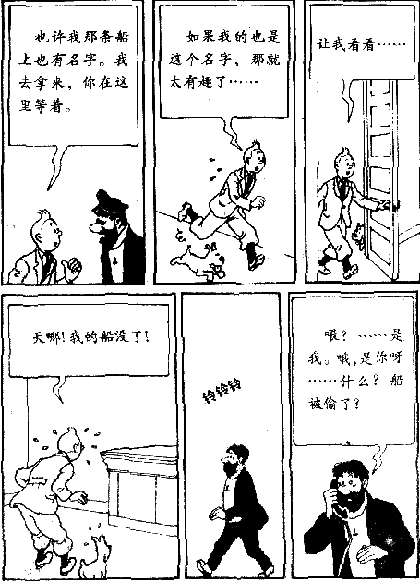 也许我那条船
上也有名字。我
去拿来，你在这
里等着。
如果我的也是
这个名字，那就
太有趣了……
让我看看……
天哪！我的船没了！
铃铃铃
喂？……是
我。哦，是你呀
……什么？船
被偷了？